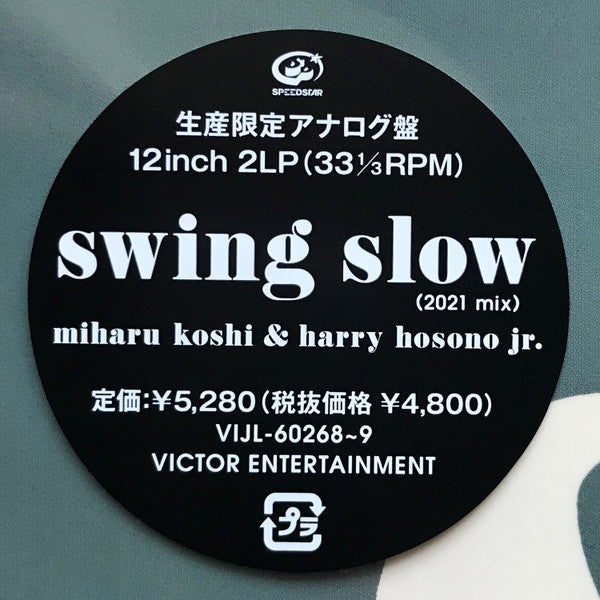 SPEEDSTAR
生産限定アナログ盤
12inch 2LP(33⅓RPM)
swing slow
(2021 mix)
miharu koshi & harry hosono jr.
定価:¥5,280(税抜価格 ¥4,800)
VIJL-60268~9
VICTOR ENTERTAINMENT
プラ